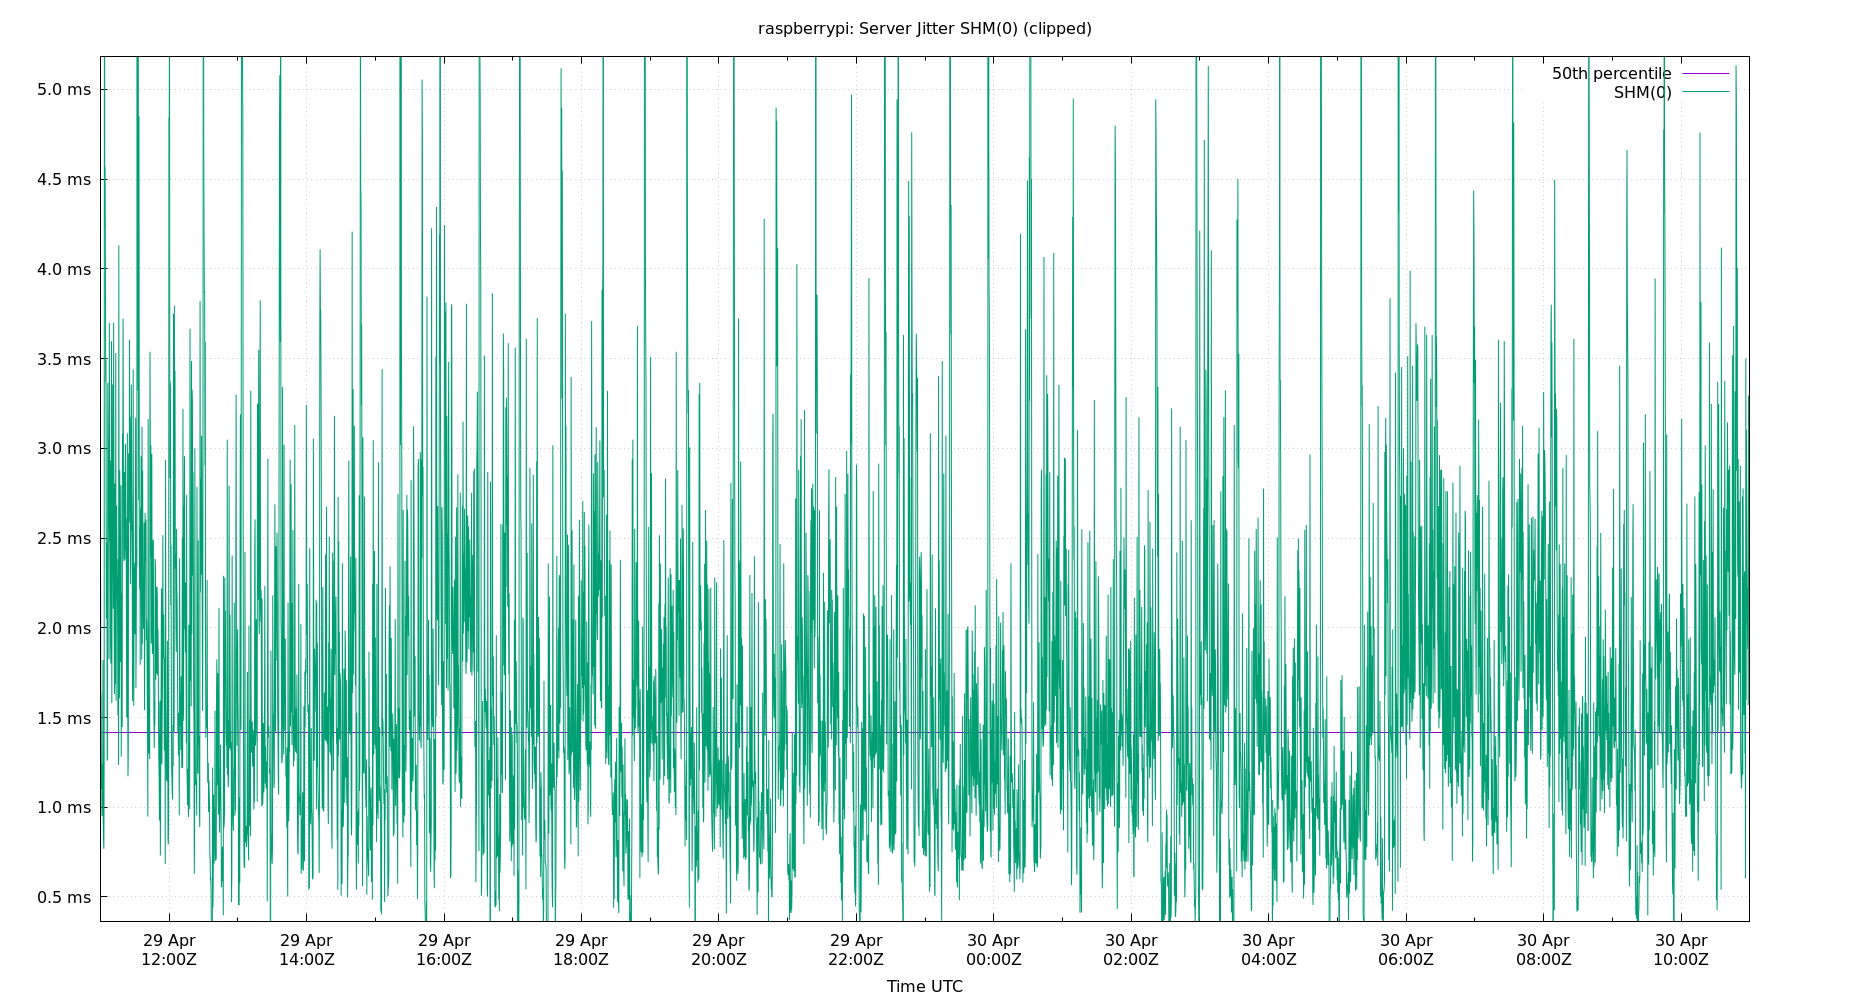 raspberrypi: Server Jitter SHM(0) (clipped)
50th percentile
SHM(0)
5.0 ms
4.5 ms
4.0 ms
3.5 ms
3.0 ms
2.5 ms
2.0 ms
1.5 ms
1.0 ms
0.5 ms
29 Apr 29 Apr 29 Apr 29 Apr 29 Apr 29 Apr 30 Apr 30 Apr 30 Apr 30 Apr 30 Apr 30 Apr
12:00Z 14:00Z 16:00Z 18:00Z 20:00Z 22:00Z 00:00Z 02:00Z 04:00Z 06:00Z 08:00Z 10:00Z
Time UTC